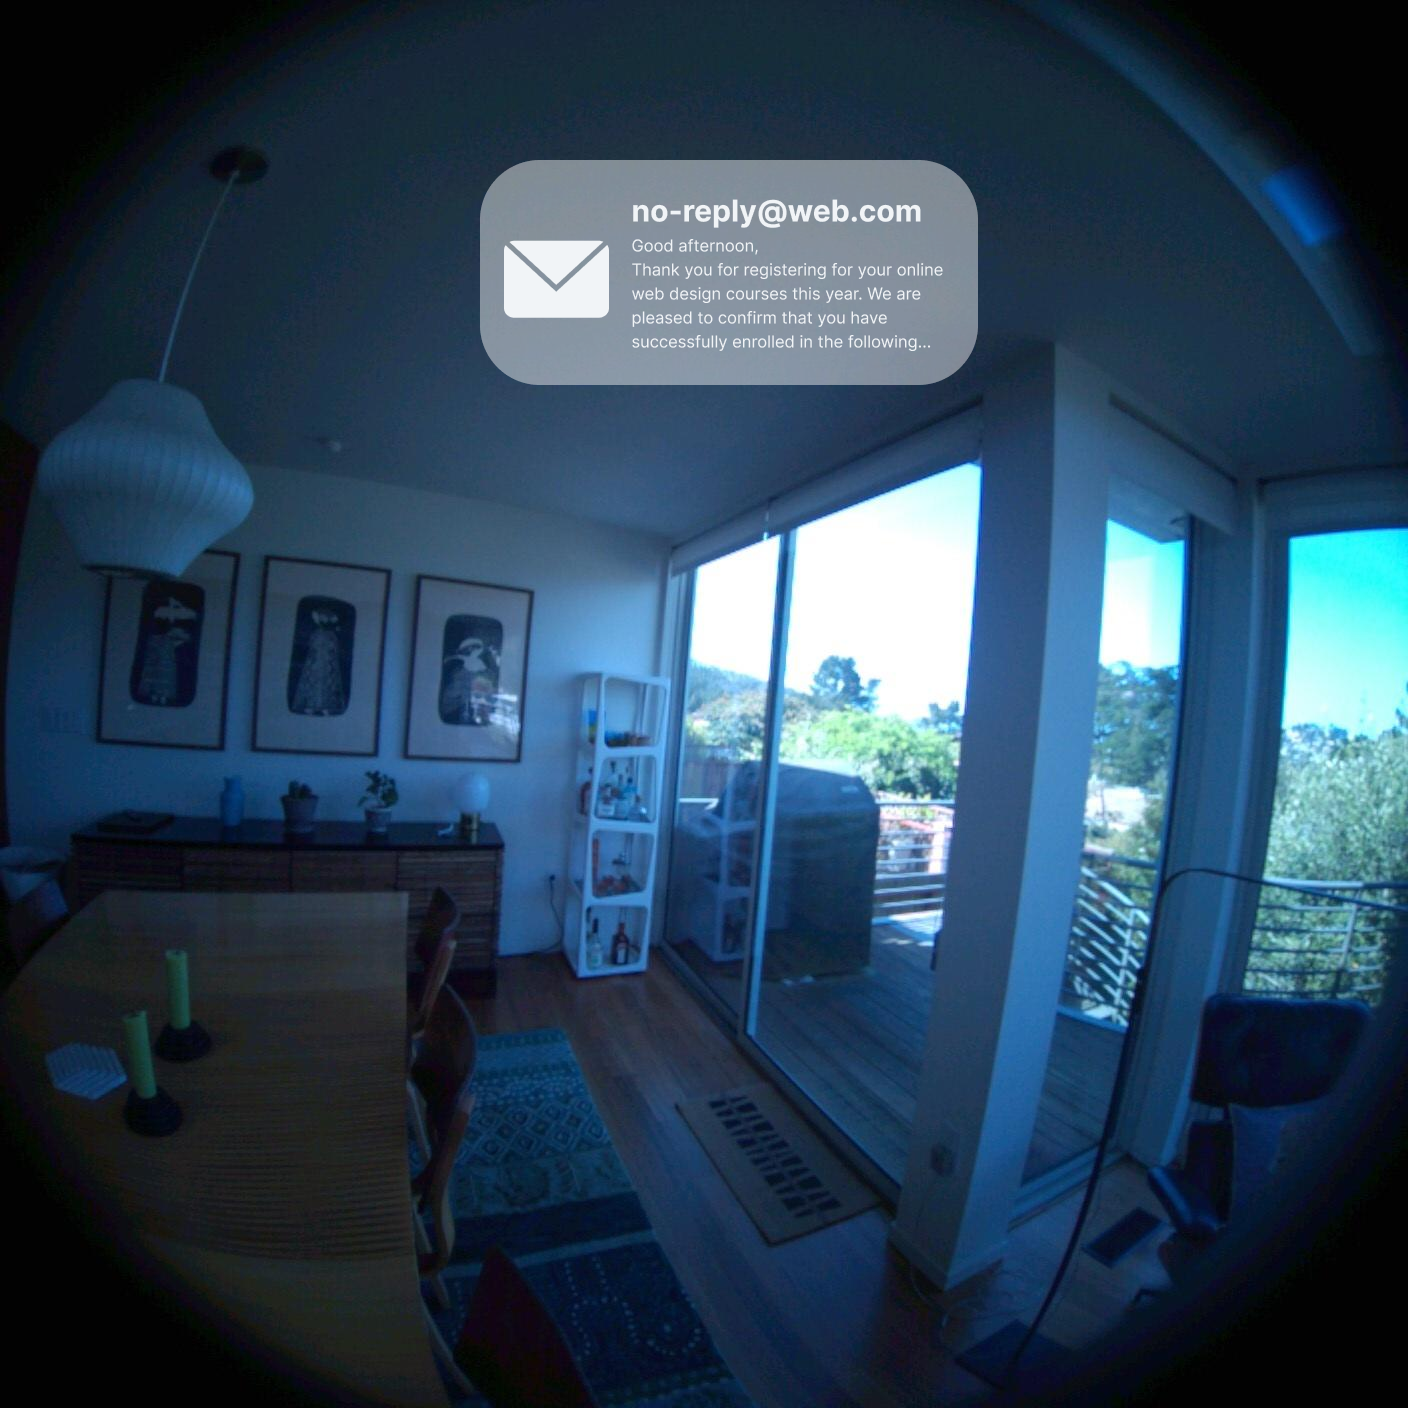 no-reply@web.com
Good afternoon,
Thank you for registering for your online
web design courses this year. We are
pleased to confirm that you have
successfully enrolled in the following...